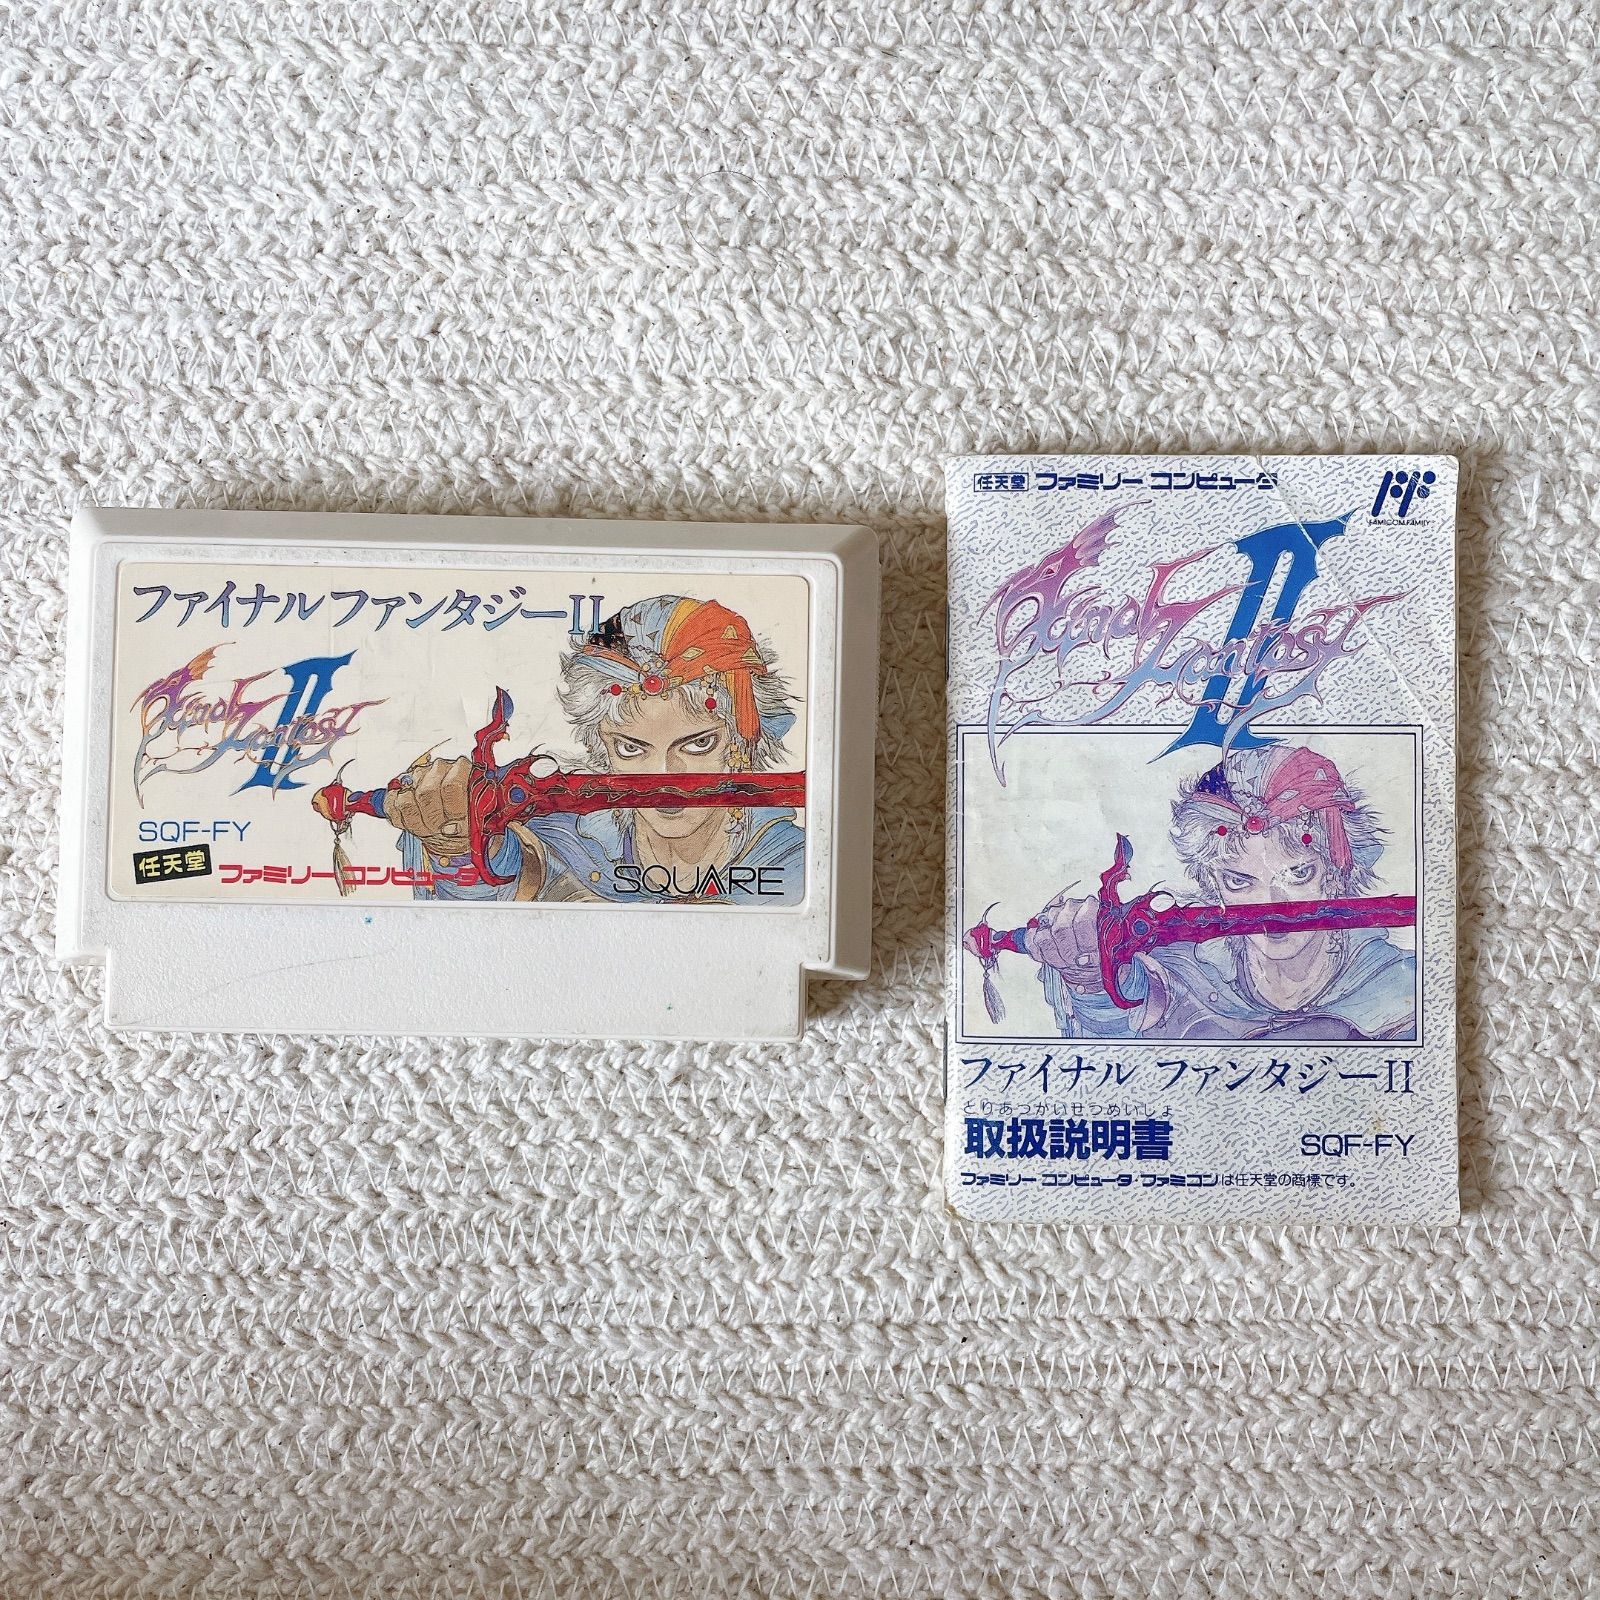 ファイナルファンタジーII
Final Fantasy II
SQF-FY
任天堂 ファミリーコンピュータ
SQUARE
任天堂 ファミリーコンピュータ
FAMICOM FAMILY
Final Fantasy II
ファイナル ファンタジーII
とりあつかいせつめいしょ
取扱説明書 SQF-FY
ファミリーコンピュータ・ファミコンは任天堂の商標です。